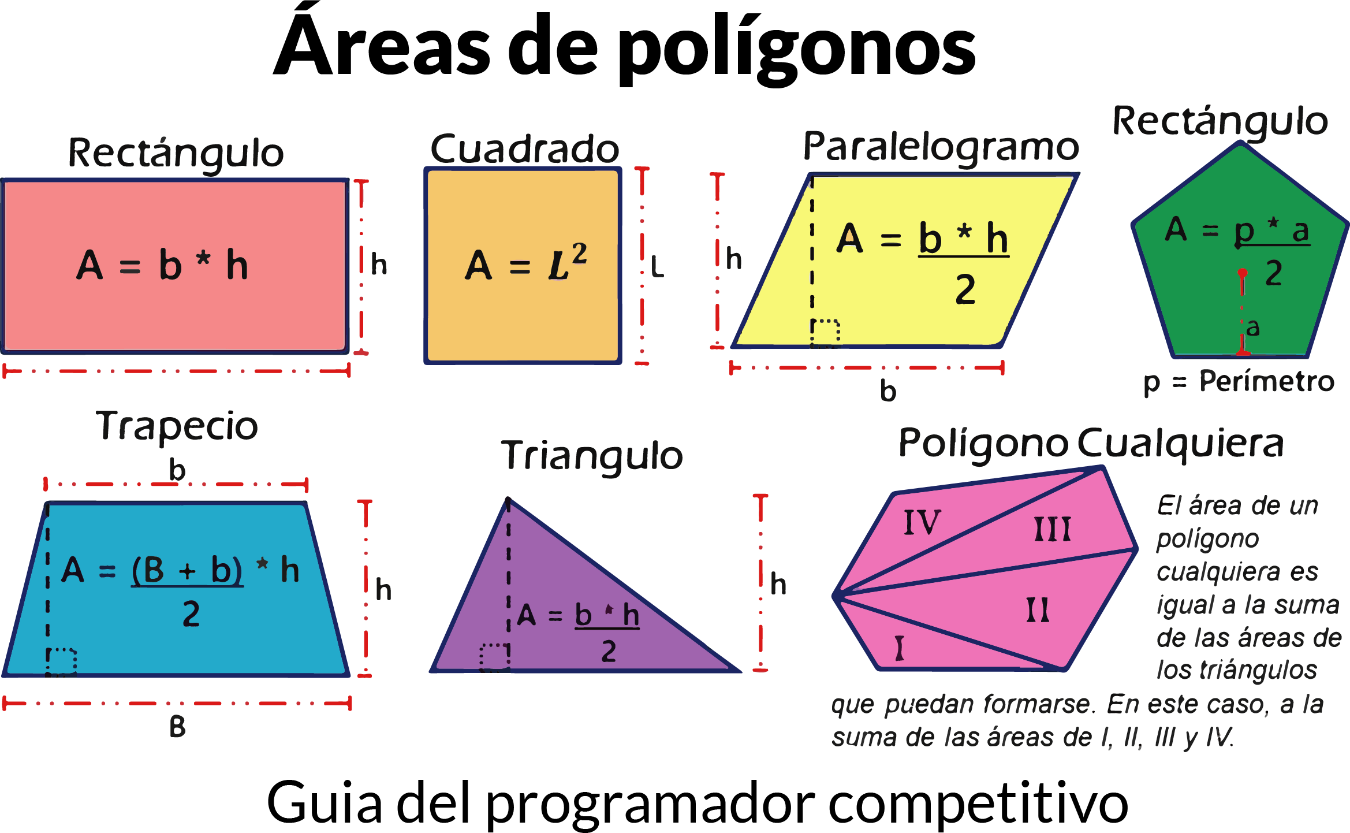 Áreas de polígonos
Rectángulo
A = b * h
h
Cuadrado
A = L²
L
Paralelogramo
h
A = b * h
2
b
Rectángulo
A = p * a
2
a
p = Perímetro
Trapecio
b
A = (B + b) * h
2
h
B
Triangulo
A = b * h
2
h
Polígono Cualquiera
IV
III
II
I
El área de un
polígono
cualquiera es
igual a la suma
de las áreas de
los triángulos
que puedan formarse. En este caso, a la
suma de las áreas de I, II, III y IV.
Guia del programador competitivo